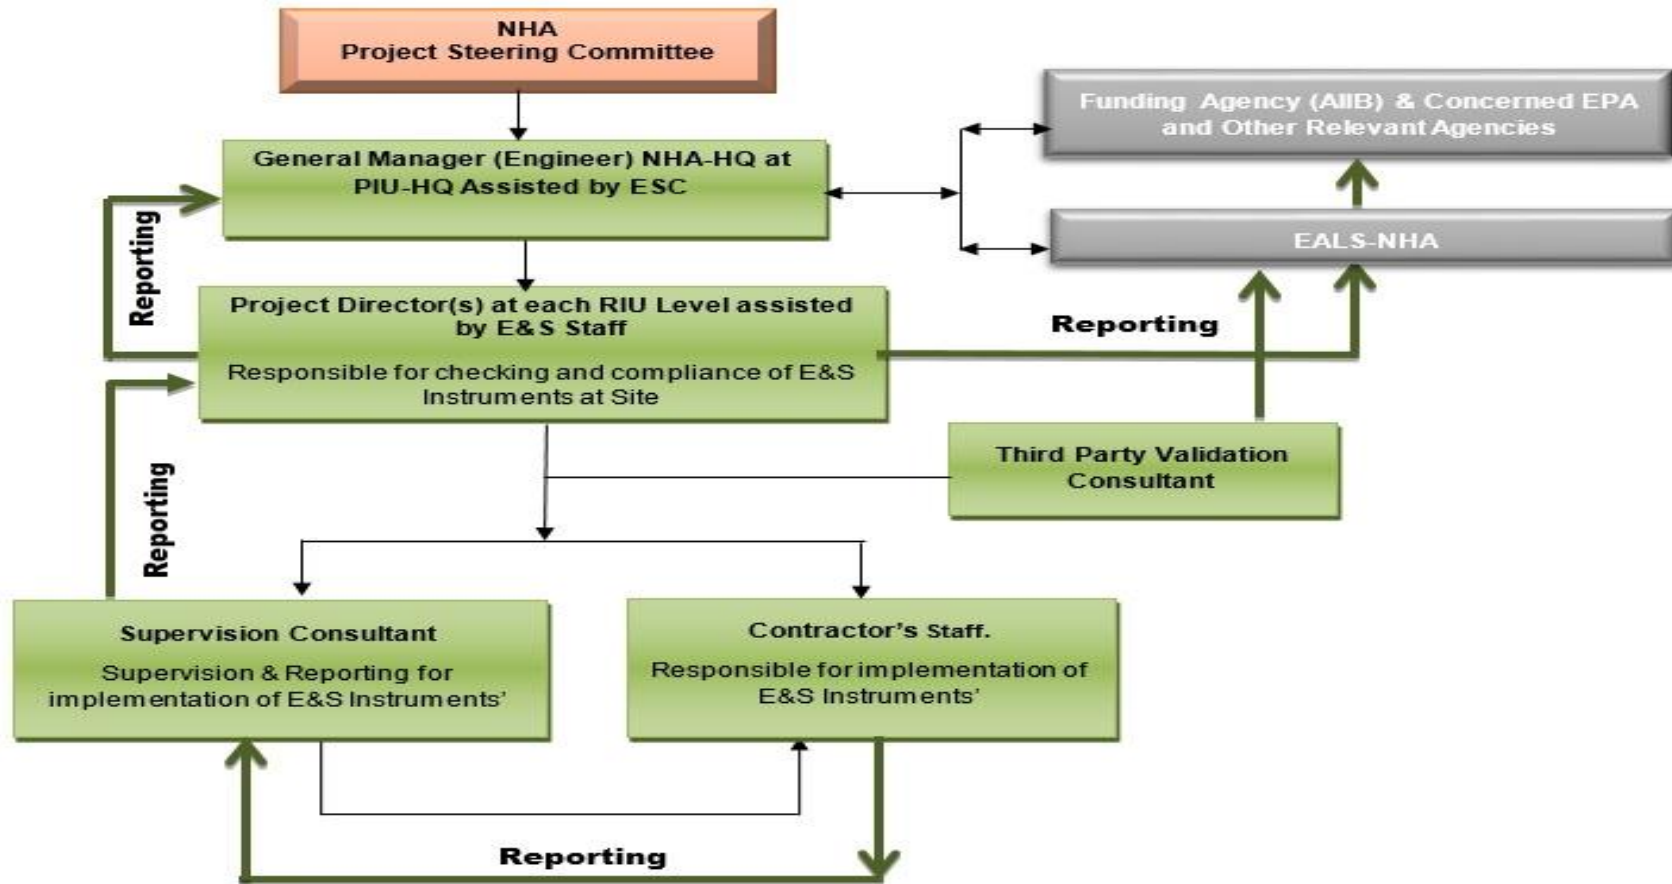 NHA
Project Steering Committee
Funding Agency (AIIB) & Concerned EPA
and Other Relevant Agencies
General Manager (Engineer) NHA-HQ at
PIU-HQ Assisted by ESC
EALS-NHA
Reporting
Project Director(s) at each RIU Level assisted
by E&S Staff
Responsible for checking and compliance of E&S
Instruments at Site
Reporting
Third Party Validation
Consultant
Reporting
Supervision Consultant
Supervision & Reporting for
implementation of E&S Instruments’
Contractor’s Staff.
Responsible for implementation of
E&S Instruments’
Reporting